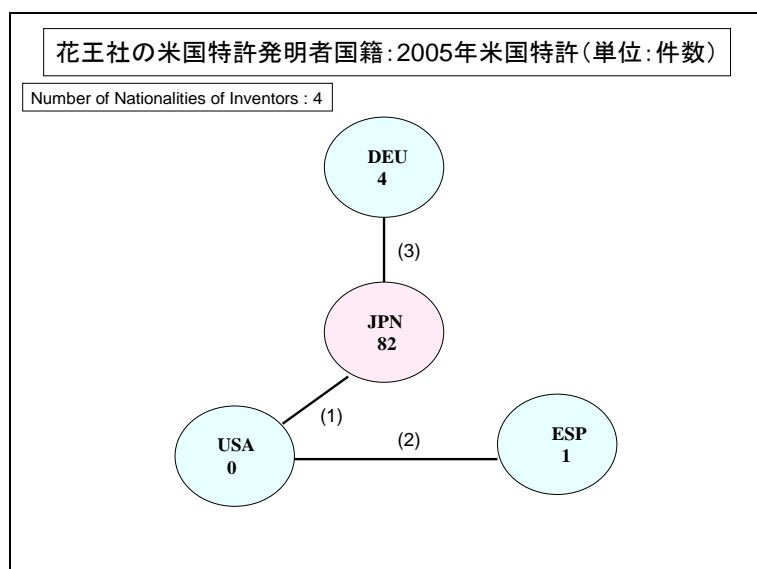 花王社の米国特許発明者国籍:2005年米国特許(単位:件数)
Number of Nationalities of Inventors : 4
DEU
4
(3)
JPN
82
(1)
USA
0
(2)
ESP
1